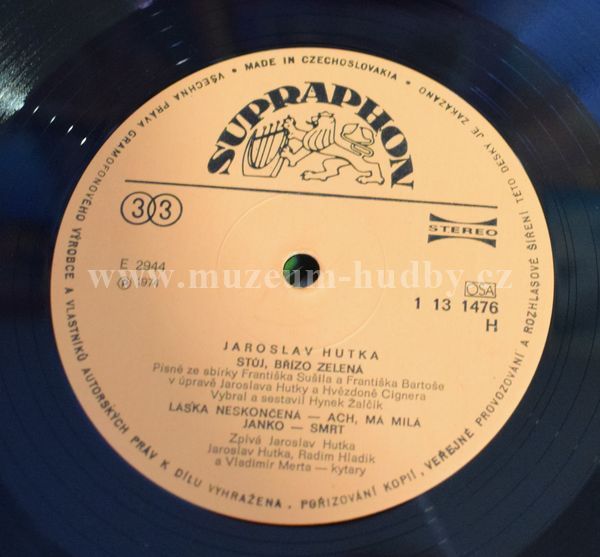 • MADE IN CZECHOSLOVAKIA •
VŠECHNA PRÁVA GRAMOFONOVÉHO VÝROBCE A VLASTNÍKŮ AUTORSKÝCH PRÁV K DÍLU VYHRAŽENA. POŘIZOVÁNÍ KOPIÍ, VEŘEJNÉ PROVOZOVÁNÍ A ROZHLASOVÉ ŠÍŘENÍ TÉTO DESKY JE ZAKÁZÁNO
SUPRAPHON
33
STEREO
E 2944
℗ 1974
www.muzeum-hudby.cz
OSA
1 13 1476
H
JAROSLAV HUTKA
STŮJ, BŘÍZO ZELENÁ
Písně ze sbírky Františka Sušila a Františka Bartoše
v úpravě Jaroslava Hutky a Hvězdoně Cígnera
Vybral a sestavil Hynek Žalčík
LÁSKA NESKONČENÁ — ACH, MÁ MILÁ
JANKO — SMRT
Zpívá Jaroslav Hutka
Jaroslav Hutka, Radim Hladík
a Vladimír Merta — kytary